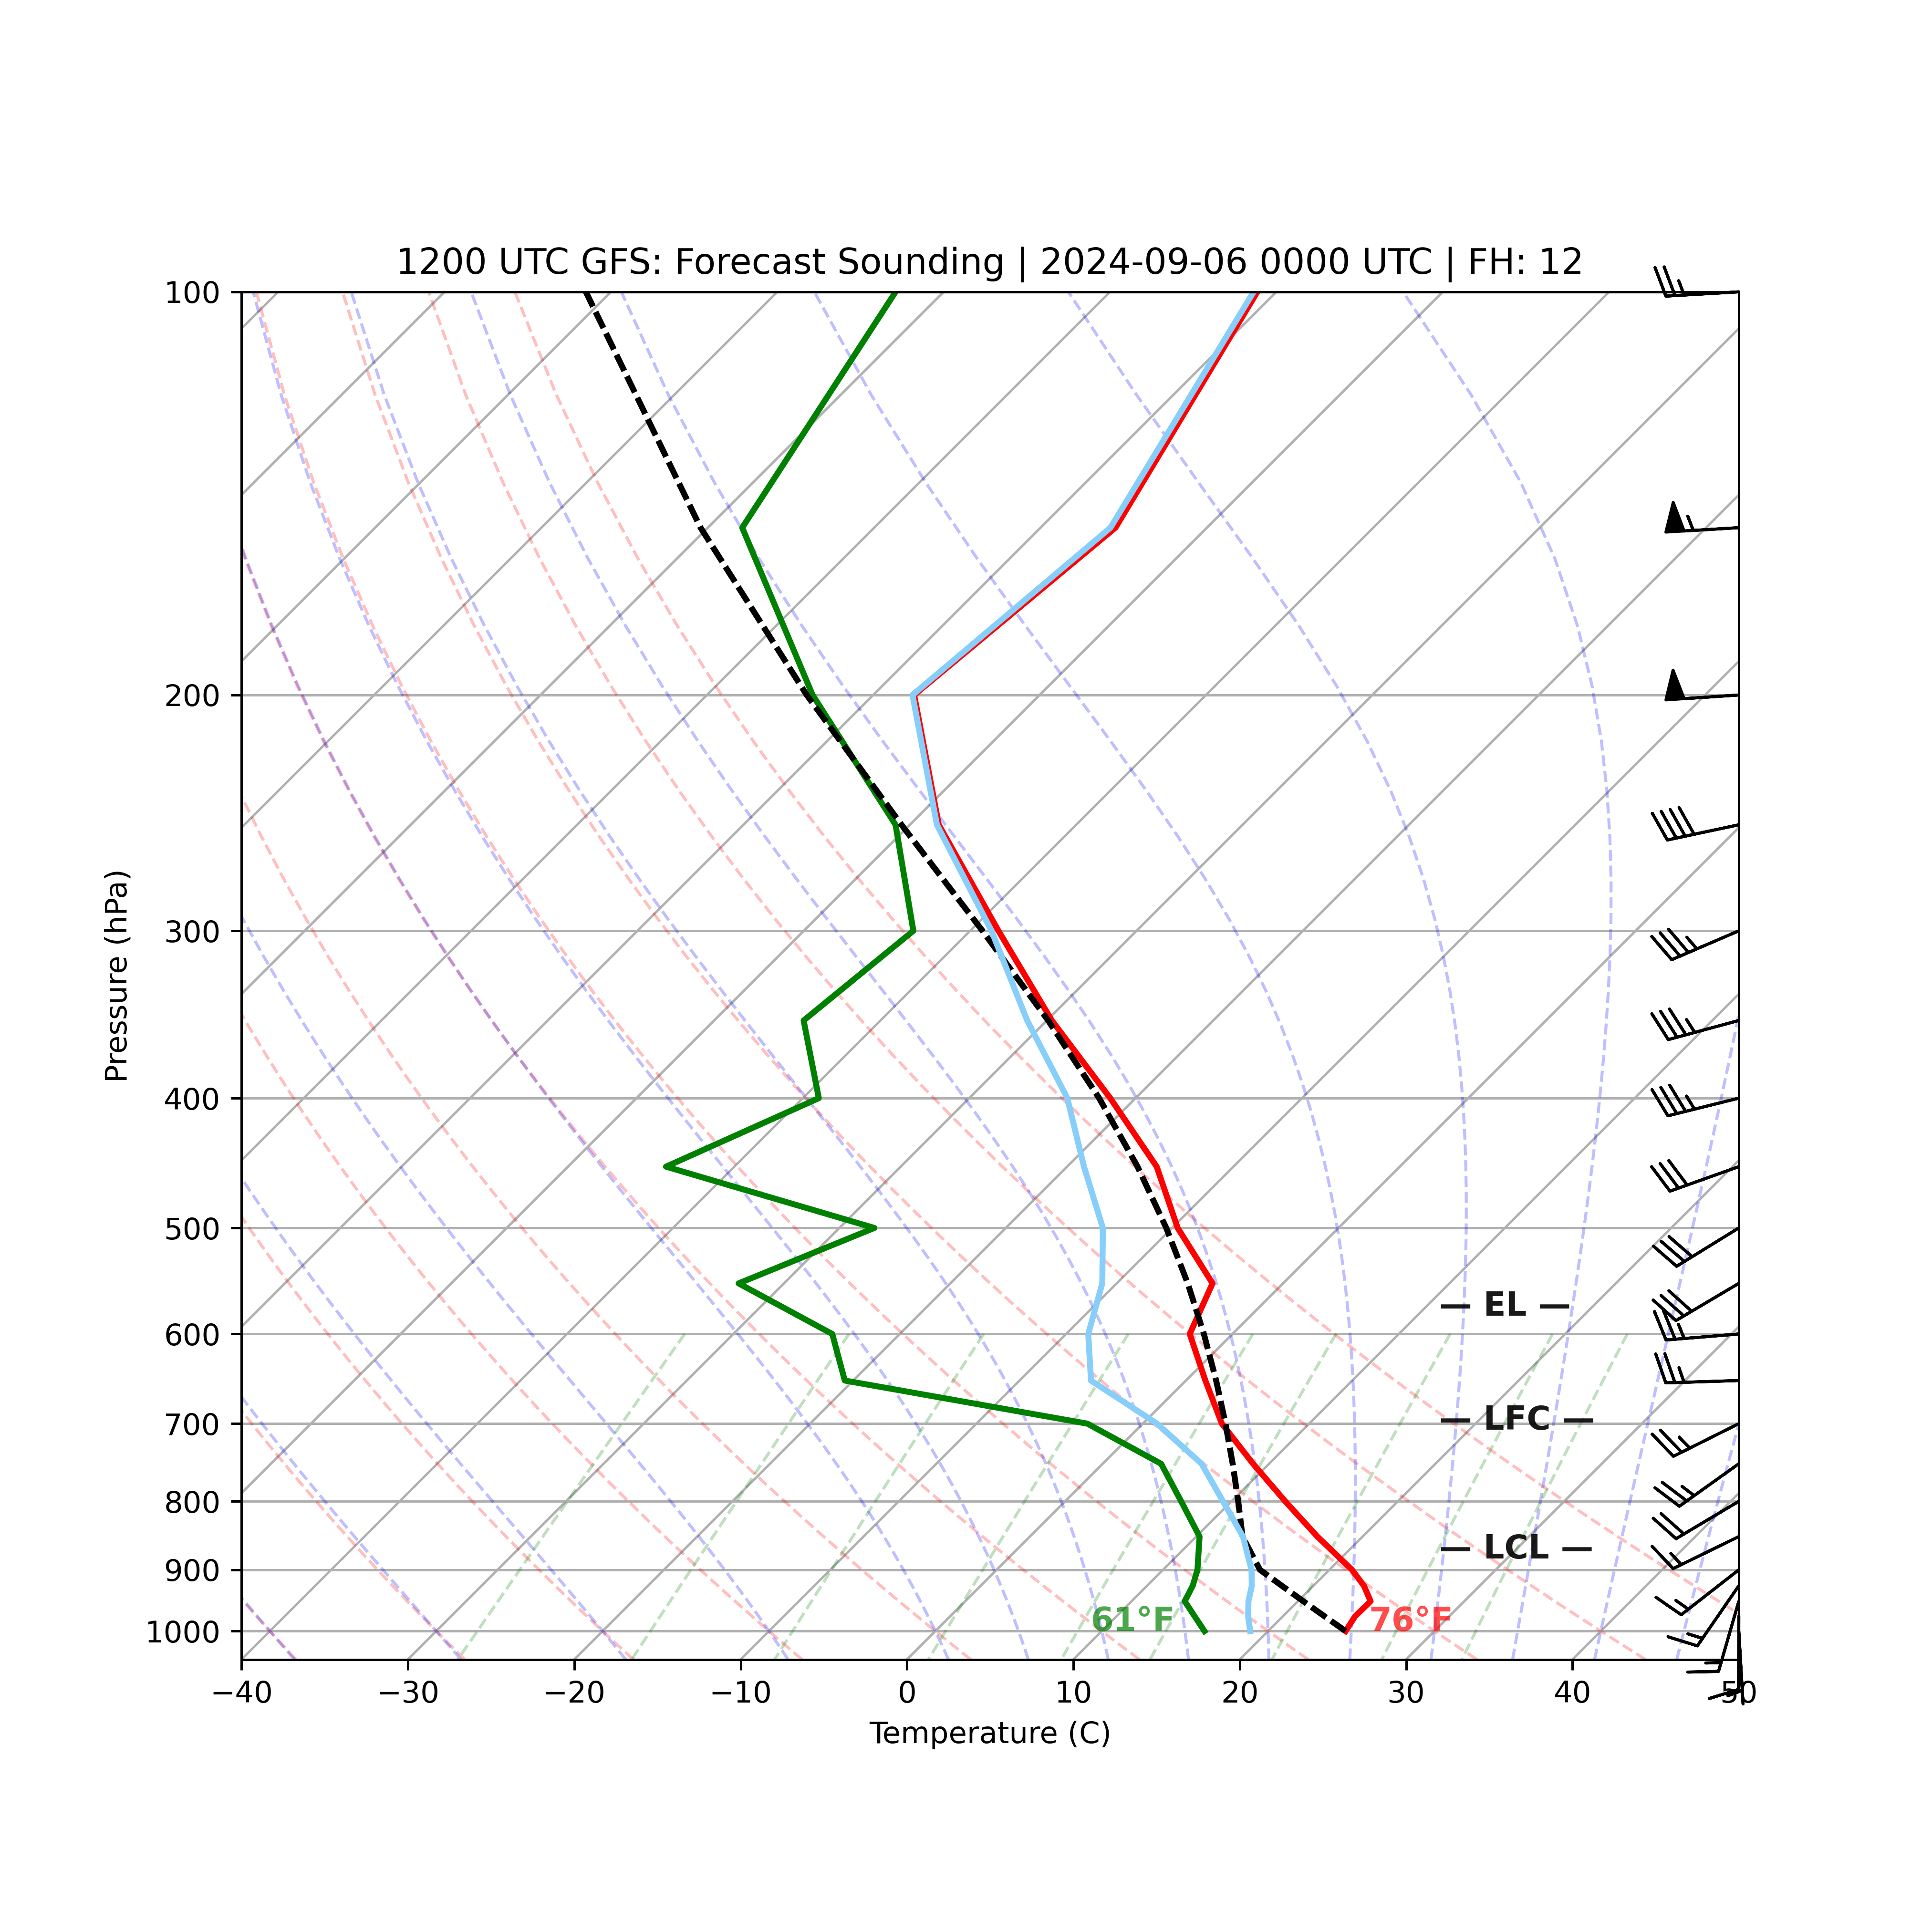 1200 UTC GFS: Forecast Sounding | 2024-09-06 0000 UTC | FH: 12
100
200
300
400
500
600
700
800
900
1000
Pressure (hPa)
— EL —
— LFC —
— LCL —
61°F
76°F
−40 −30 −20 −10 0 10 20 30 40 50
Temperature (C)